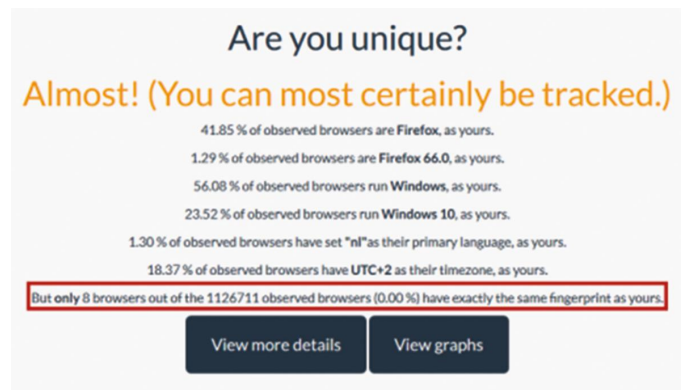 Are you unique?
Almost! (You can most certainly be tracked.)
41.85 % of observed browsers are Firefox, as yours.
1.29 % of observed browsers are Firefox 66.0, as yours.
56.08 % of observed browsers run Windows, as yours.
23.52 % of observed browsers run Windows 10, as yours.
1.30 % of observed browsers have set "nl"as their primary language, as yours.
18.37 % of observed browsers have UTC+2 as their timezone, as yours.
But only 8 browsers out of the 1126711 observed browsers (0.00 %) have exactly the same fingerprint as yours.
View more details
View graphs